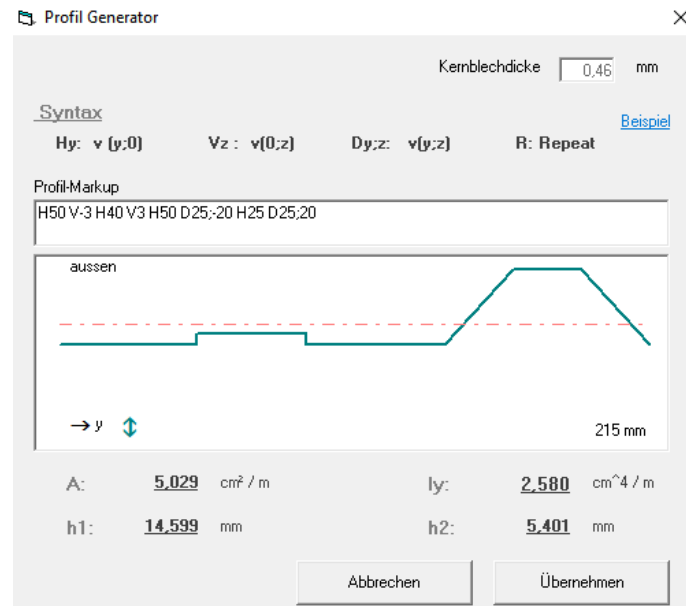 Profil Generator
Kernblechdicke 0,46 mm
Syntax
Beispiel
Hy: v (y;0) Vz : v(0;z) Dy;z: v(y;z) R: Repeat
Profil-Markup
H50 V-3 H40 V3 H50 D25;-20 H25 D25;20
aussen
→ y
215 mm
A: 5,029 cm² / m Iy: 2,580 cm^4 / m
h1: 14,599 mm h2: 5,401 mm
Abbrechen Übernehmen